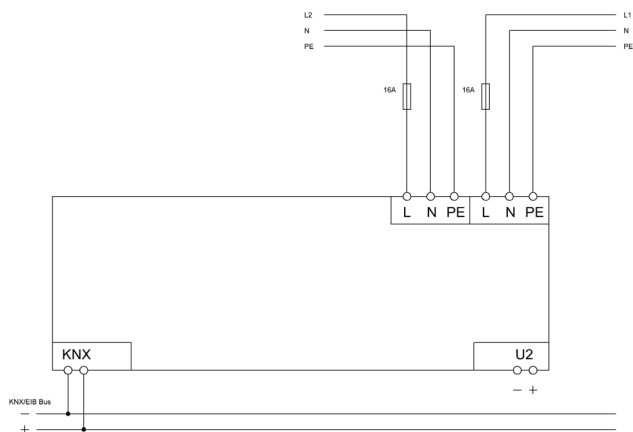 L2 L1
N N
PE PE
16A 16A
L N PE L N PE
KNX U2
− +
KNX/EIB Bus
−
+